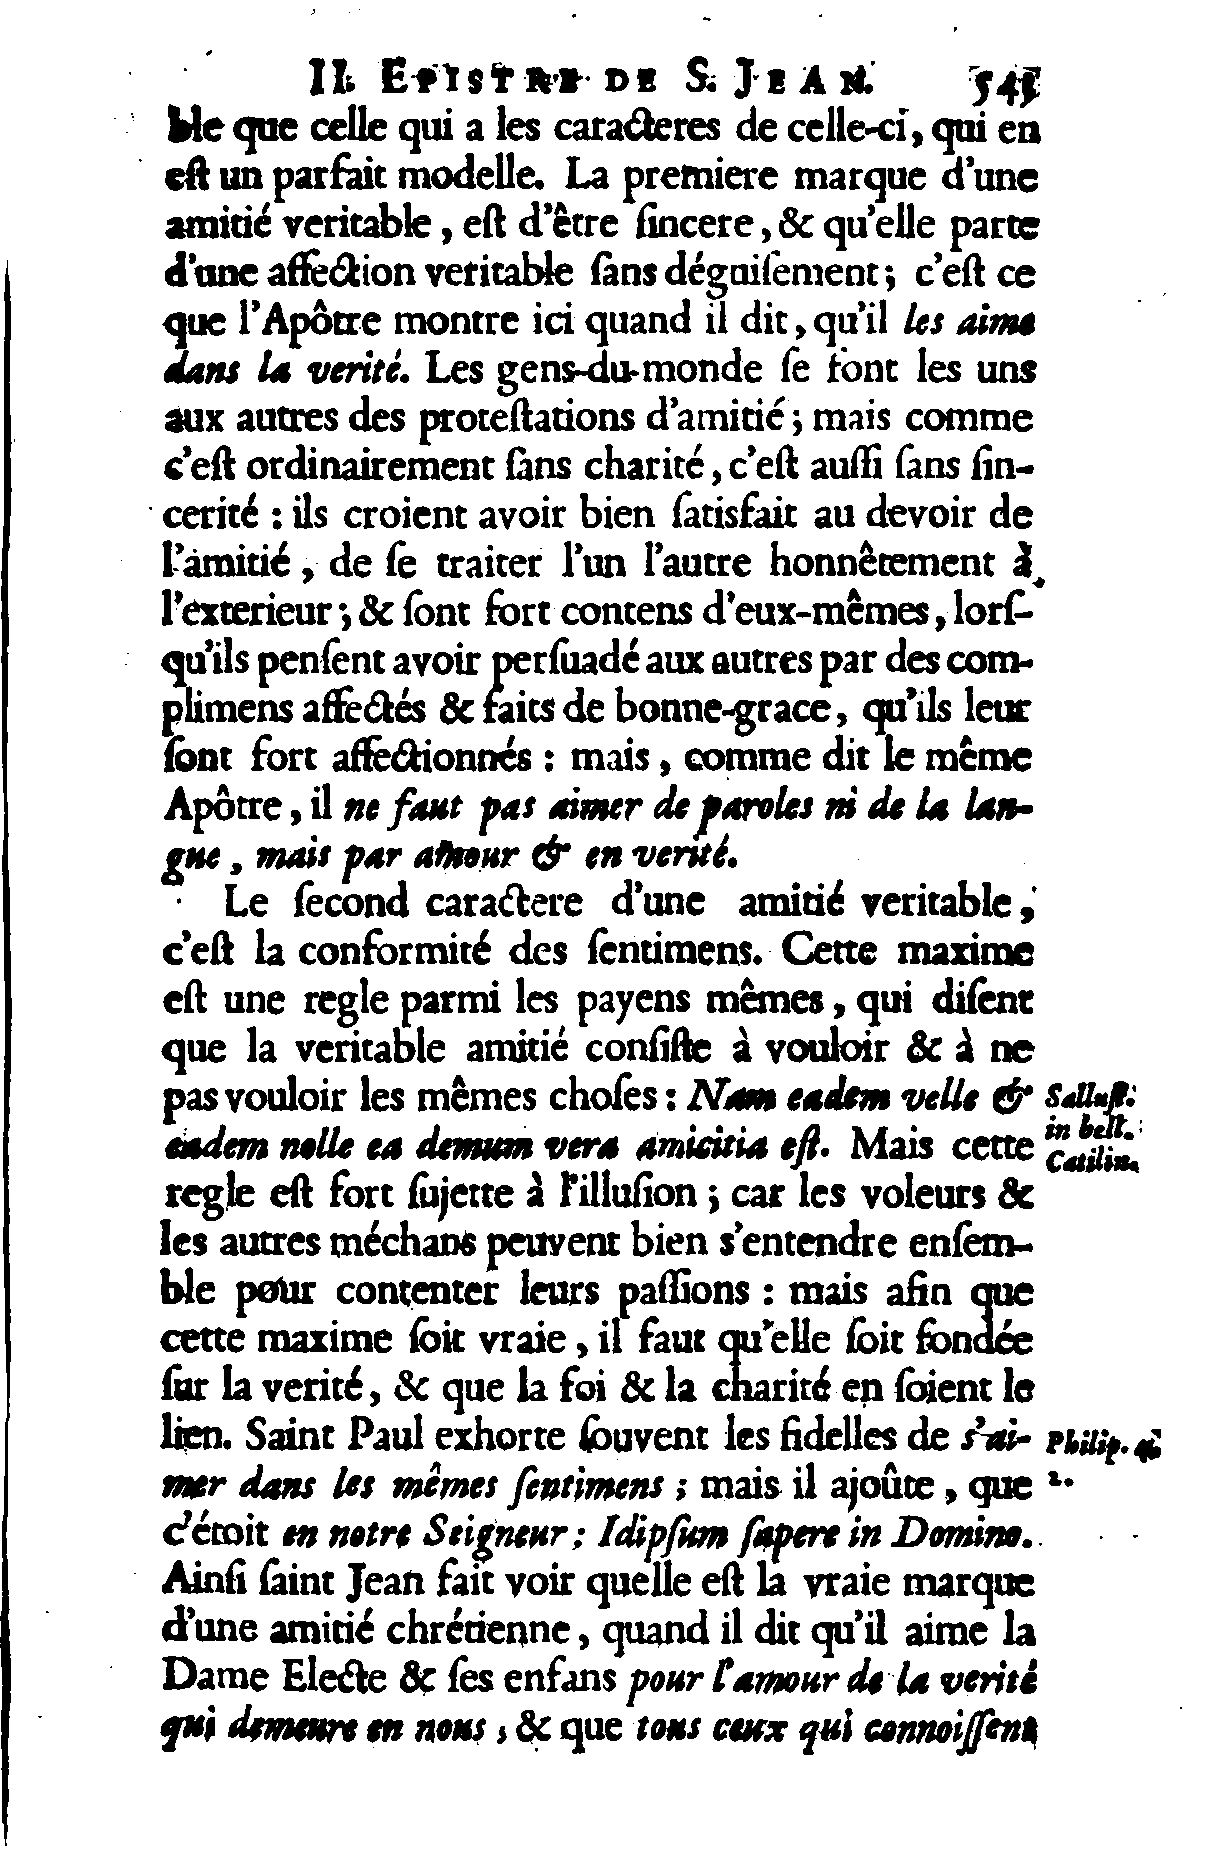 II. EPISTRE DE S. JEAN. 545
ble que celle qui a les caracteres de celle-ci, qui en
eſt un parfait modelle. La premiere marque d'une
amitié veritable, eſt d'être ſincere, & qu'elle parte
d'une affection veritable ſans déguiſement; c'eſt ce
que l'Apôtre montre ici quand il dit, qu'il les aime
dans la verité. Les gens-du-monde ſe font les uns
aux autres des proteſtations d'amitié; mais comme
c'eſt ordinairement ſans charité, c'eſt auſſi ſans ſin-
cerité : ils croient avoir bien ſatisfait au devoir de
l'amitié, de ſe traiter l'un l'autre honnêtement à
l'exterieur; & ſont fort contens d'eux-mêmes, lorſ-
qu'ils penſent avoir perſuadé aux autres par des com-
plimens affectés & faits de bonne-grace, qu'ils leur
ſont fort affectionnés : mais, comme dit le même
Apôtre, il ne faut pas aimer de paroles ni de la lan-
gue, mais par amour & en verité.
Le ſecond caractere d'une amitié veritable,
c'eſt la conformité des ſentimens. Cette maxime
eſt une regle parmi les payens mêmes, qui diſent
que la veritable amitié conſiſte à vouloir & à ne
pas vouloir les mêmes choſes : Nam eadem velle &
eadem nolle ea demum vera amicitia eſt. Mais cette
regle eſt fort ſujette à l'illuſion; car les voleurs &
les autres méchans peuvent bien s'entendre enſem-
ble pour contenter leurs paſſions : mais afin que
cette maxime ſoit vraie, il faut qu'elle ſoit fondée
ſur la verité, & que la foi & la charité en ſoient le
lien. Saint Paul exhorte ſouvent les fidelles de s'ai-
mer dans les mêmes ſentimens; mais il ajoûte, que
c'étoit en notre Seigneur; Idipſum ſapere in Domino.
Ainſi ſaint Jean fait voir quelle eſt la vraie marque
d'une amitié chrétienne, quand il dit qu'il aime la
Dame Electe & ſes enfans pour l'amour de la verité
qui demeure en nous, & que tous ceux qui connoiſſent
Salluſt.
in bell.
Catilin.
Philip. 4.
2.